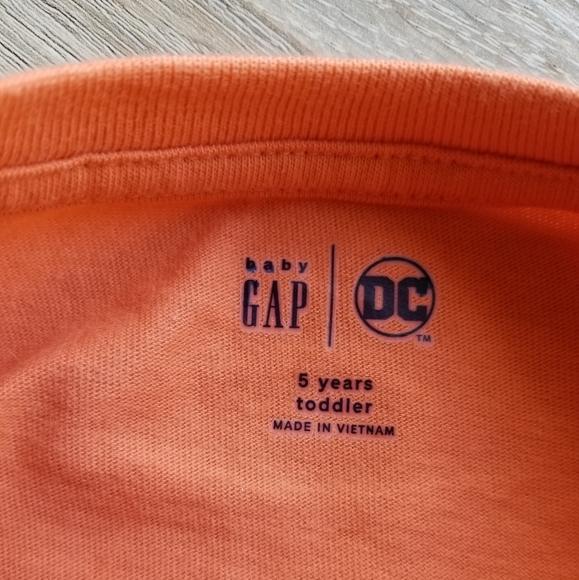 baby
GAP
DC
TM
5 years
toddler
MADE IN VIETNAM